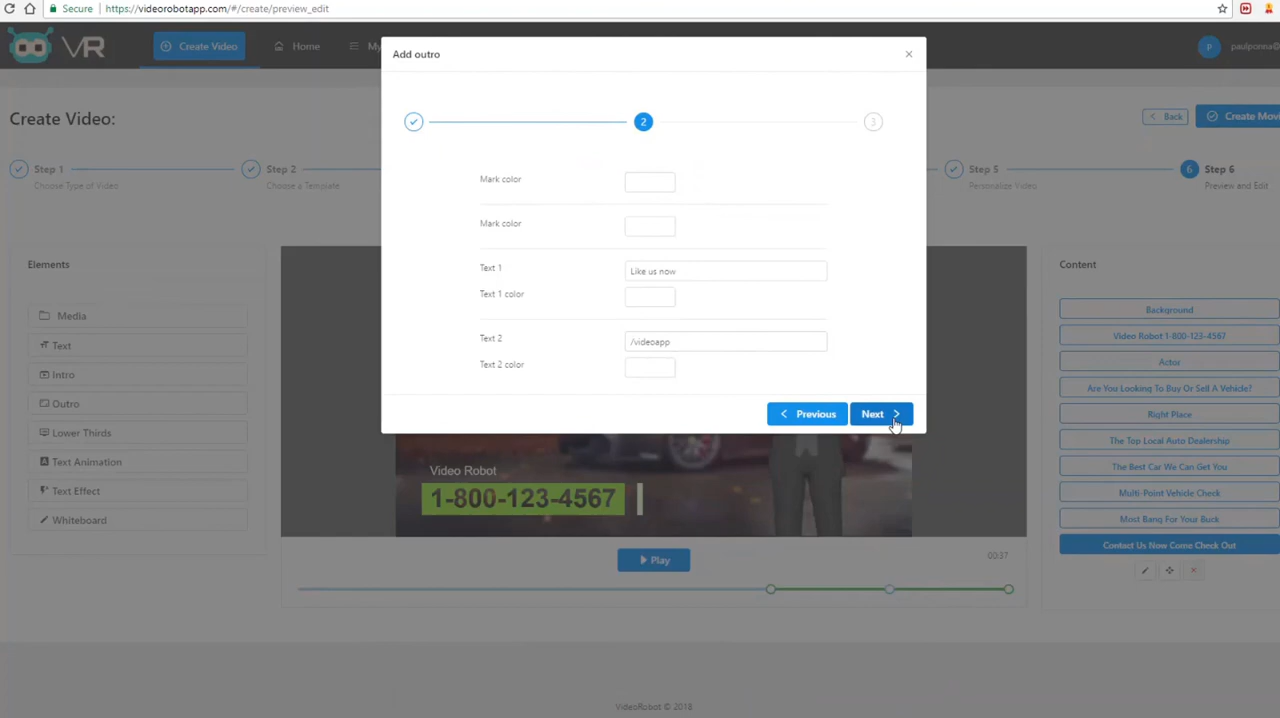 Secure https://videorobotapp.com/#/create/preview_edit
VR
Create Video
Home
My
P
paulponna@
Add outro
Create Video:
Back
Create Movi
Step 1
Choose Type of Video
Step 2
Choose a Template
2
3
Step 5
Personalize Video
6
Step 6
Preview and Edit
Mark color
Mark color
Text 1
Like us now
Text 1 color
Text 2
/videoapp
Text 2 color
Previous
Next
Elements
Media
Text
Intro
Outro
Lower Thirds
Text Animation
Text Effect
Whiteboard
Video Robot
1-800-123-4567
Play
00:37
Content
Background
Video Robot 1-800-123-4567
Actor
Are You Looking To Buy Or Sell A Vehicle?
Right Place
The Top Local Auto Dealership
The Best Car We Can Get You
Multi-Point Vehicle Check
Most Bang For Your Buck
Contact Us Now Come Check Out
VideoRobot © 2018